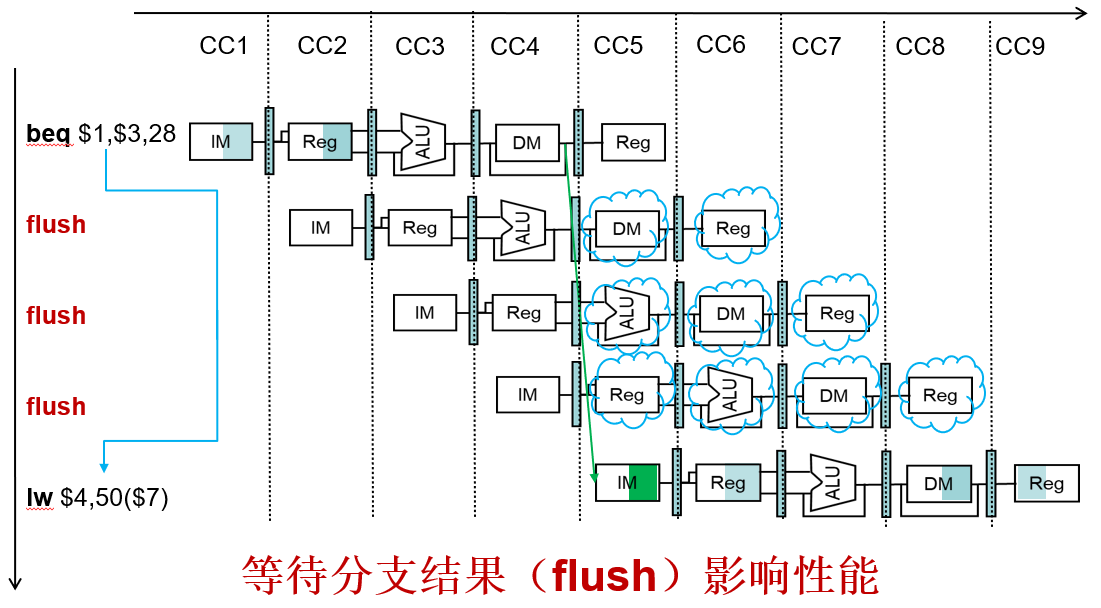 CC1 CC2 CC3 CC4 CC5 CC6 CC7 CC8 CC9
beq $1,$3,28 IM Reg ALU DM Reg
flush IM Reg ALU DM Reg
flush IM Reg ALU DM Reg
flush IM Reg ALU DM Reg
lw $4,50($7) IM Reg ALU DM Reg
等待分支结果（flush）影响性能